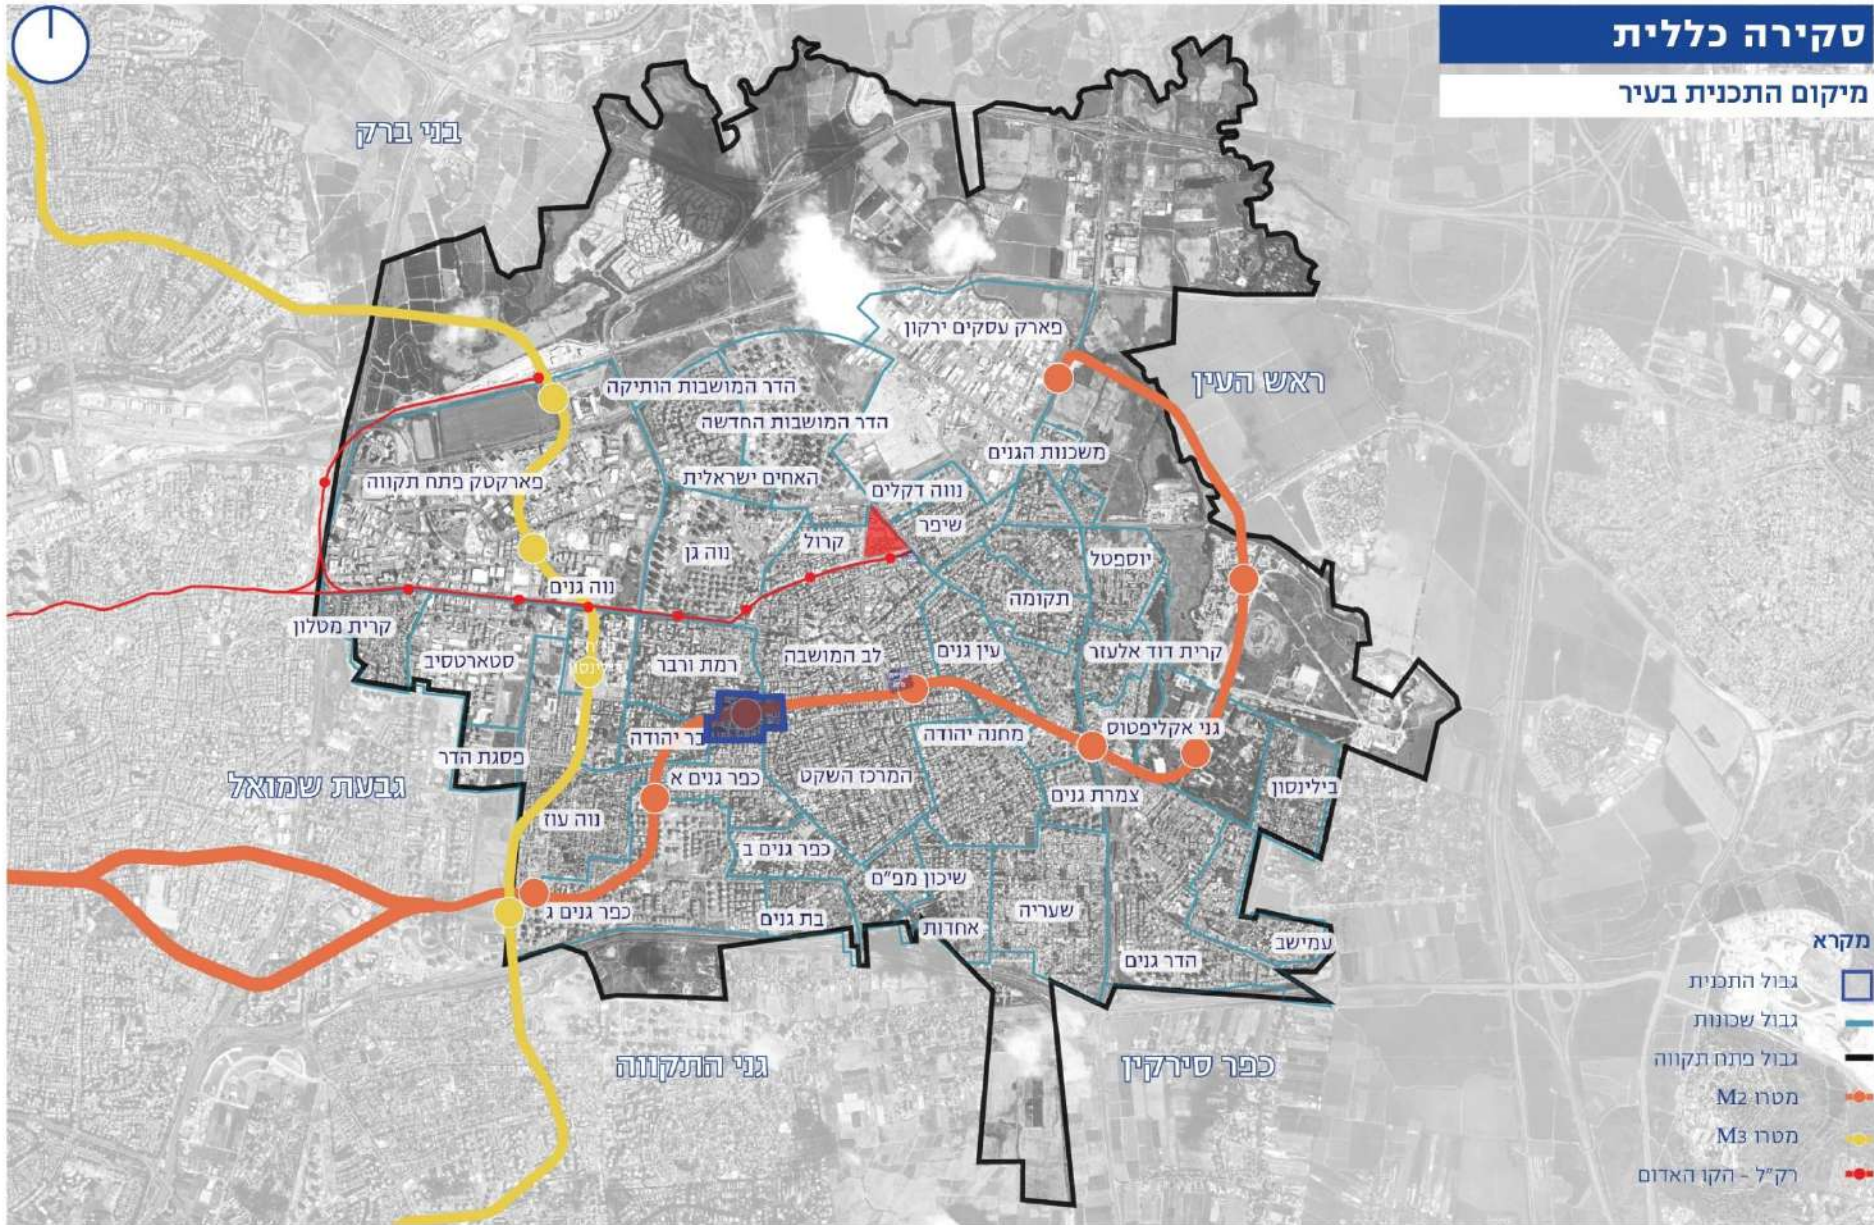 סקירה כללית
מיקום התכנית בעיר
בני ברק
פארק עסקים ירקון
ראש העין
הדר המושבות הותיקה
הדר המושבות החדשה
משכנות הגנים
האחים ישראלית
פארקטק פתח תקווה
נווה דקלים
שיפר
קרול
נוה גן
יוספטל
נווה גנים
תקומה
קרית מטלון
סטארטסיב
רמת ורבר
לב המושבה
עין גנים
קרית דוד אלעזר
גני אקליפטוס
מחנה יהודה
בר יהודה
פסגת הדר
גבעת שמואל
כפר גנים א
המרכז השקט
צמרת גנים
בילינסון
נווה עוז
כפר גנים ב
שיכון מפ"ם
כפר גנים ג
בת גנים
אחדות
שעריה
הדר גנים
עמישב
גני התקווה
כפר סירקין
מקרא
גבול התכנית
גבול שכונות
גבול פתח תקווה
מטרו M2
מטרו M3
רק"ל - הקו האדום